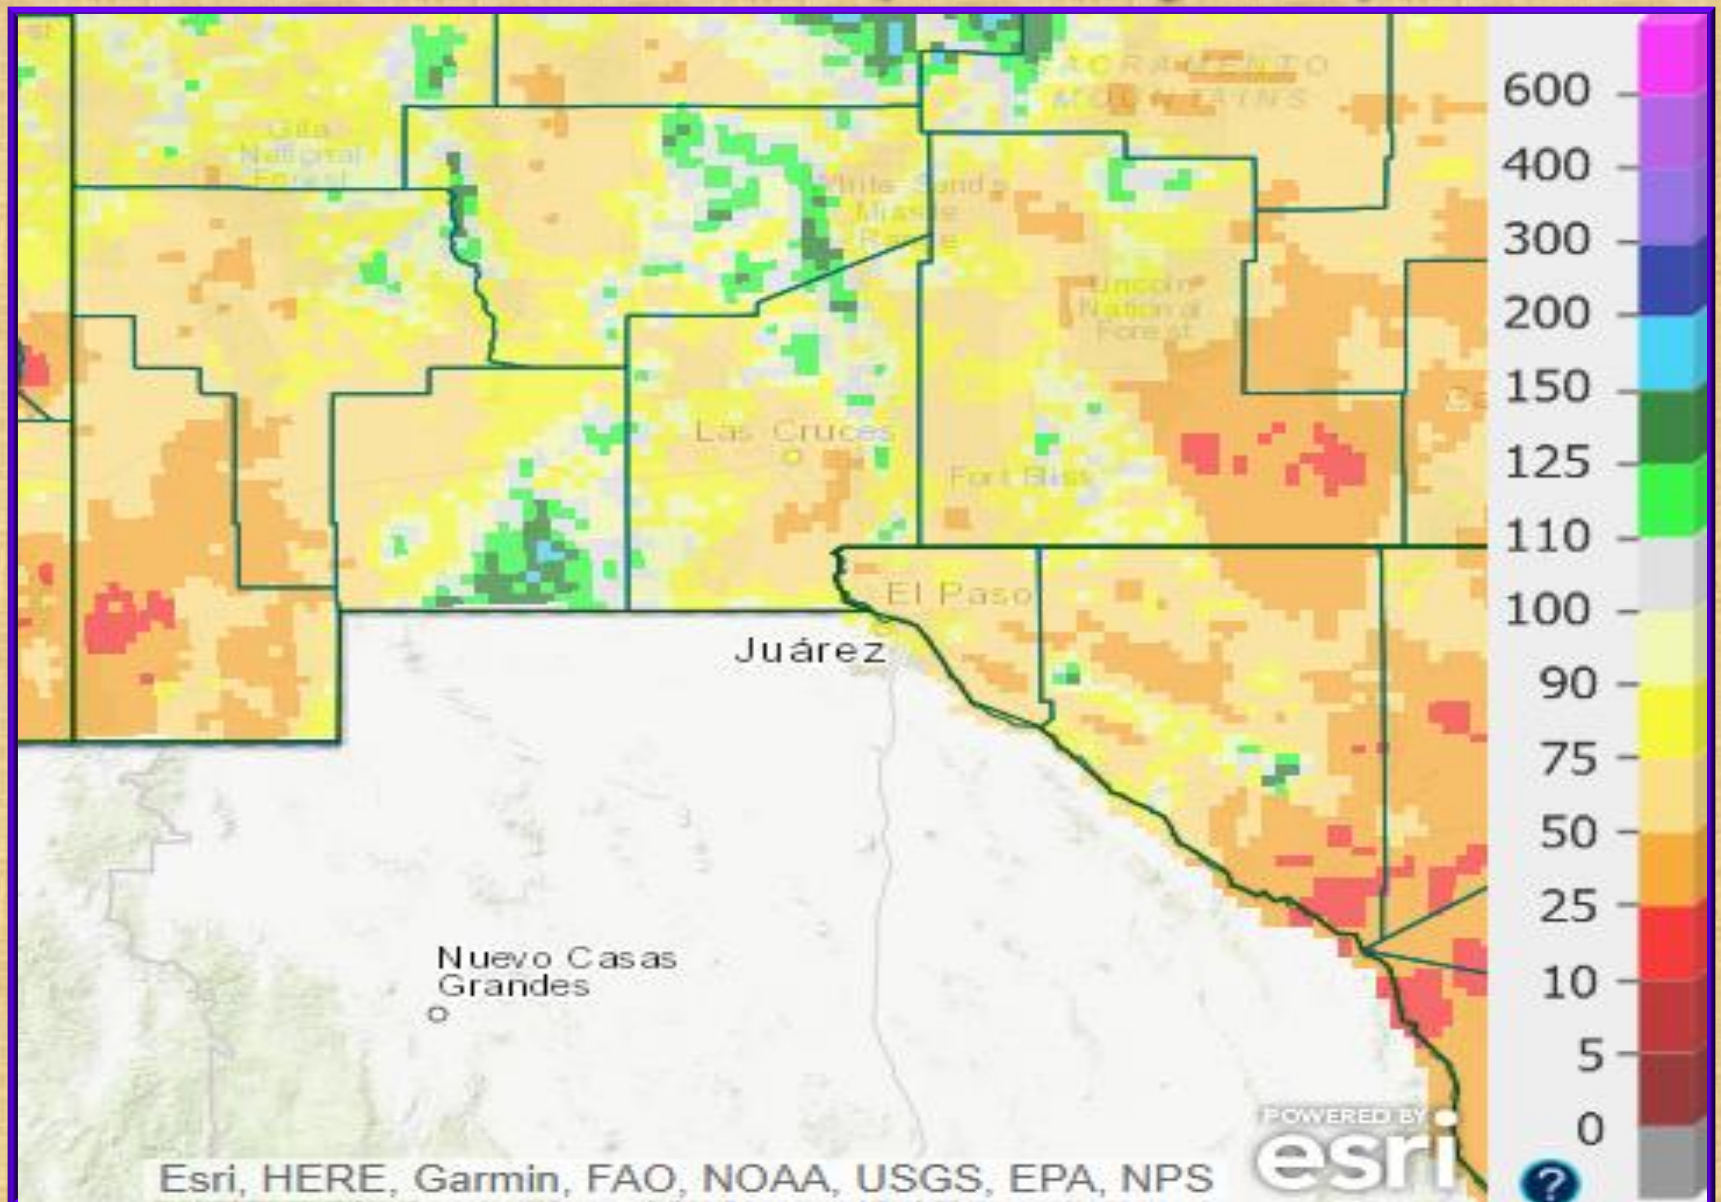 SACRAMENTO
MOUNTAINS
Gila
National
Forest
White Sands
Missile
Range
Lincoln
National
Forest
Las Cruces
Fort Bliss
El Paso
Juárez
Nuevo Casas
Grandes
600
400
300
200
150
125
110
100
90
75
50
25
10
5
0
POWERED BY
esri
Esri, HERE, Garmin, FAO, NOAA, USGS, EPA, NPS
?